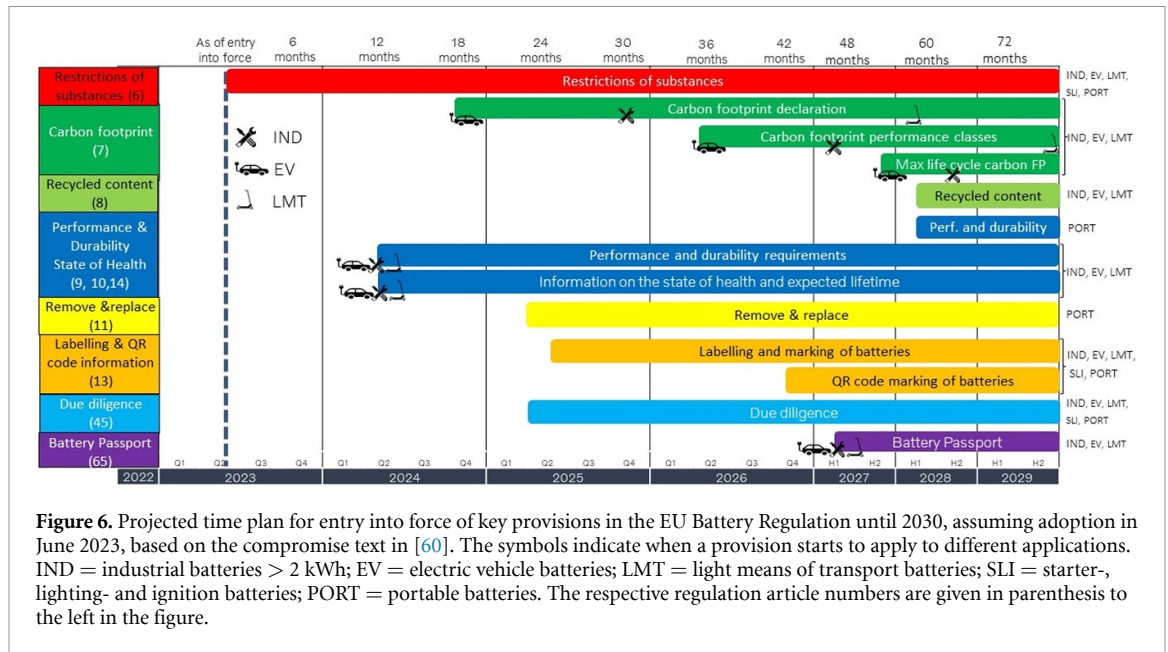 As of entry
into force
6
months
12
months
18
months
24
months
30
months
36
months
42
months
48
months
60
months
72
months
Restrictions of
substances (6)
Restrictions of substances
IND, EV, LMT,
SLI, PORT
Carbon footprint
(7)
Carbon footprint declaration
Carbon footprint performance classes
Max life cycle carbon FP
IND, EV, LMT
IND
EV
LMT
Recycled content
(8)
Recycled content
IND, EV, LMT
Performance &
Durability
State of Health
(9, 10,14)
Perf. and durability
PORT
Performance and durability requirements
Information on the state of health and expected lifetime
IND, EV, LMT
Remove &replace
(11)
Remove & replace
PORT
Labelling & QR
code information
(13)
Labelling and marking of batteries
QR code marking of batteries
IND, EV, LMT,
SLI, PORT
Due diligence
(45)
Due diligence
IND, EV, LMT,
SLI, PORT
Battery Passport
(65)
Battery Passport
IND, EV, LMT
Q1 Q2 Q3 Q4 Q1 Q2 Q3 Q4 Q1 Q2 Q3 Q4 Q1 Q2 Q3 Q4 H1 H2 H1 H2 H1 H2
2022 2023 2024 2025 2026 2027 2028 2029
Figure 6. Projected time plan for entry into force of key provisions in the EU Battery Regulation until 2030, assuming adoption in
June 2023, based on the compromise text in [60]. The symbols indicate when a provision starts to apply to different applications.
IND = industrial batteries > 2 kWh; EV = electric vehicle batteries; LMT = light means of transport batteries; SLI = starter-,
lighting- and ignition batteries; PORT = portable batteries. The respective regulation article numbers are given in parenthesis to
the left in the figure.